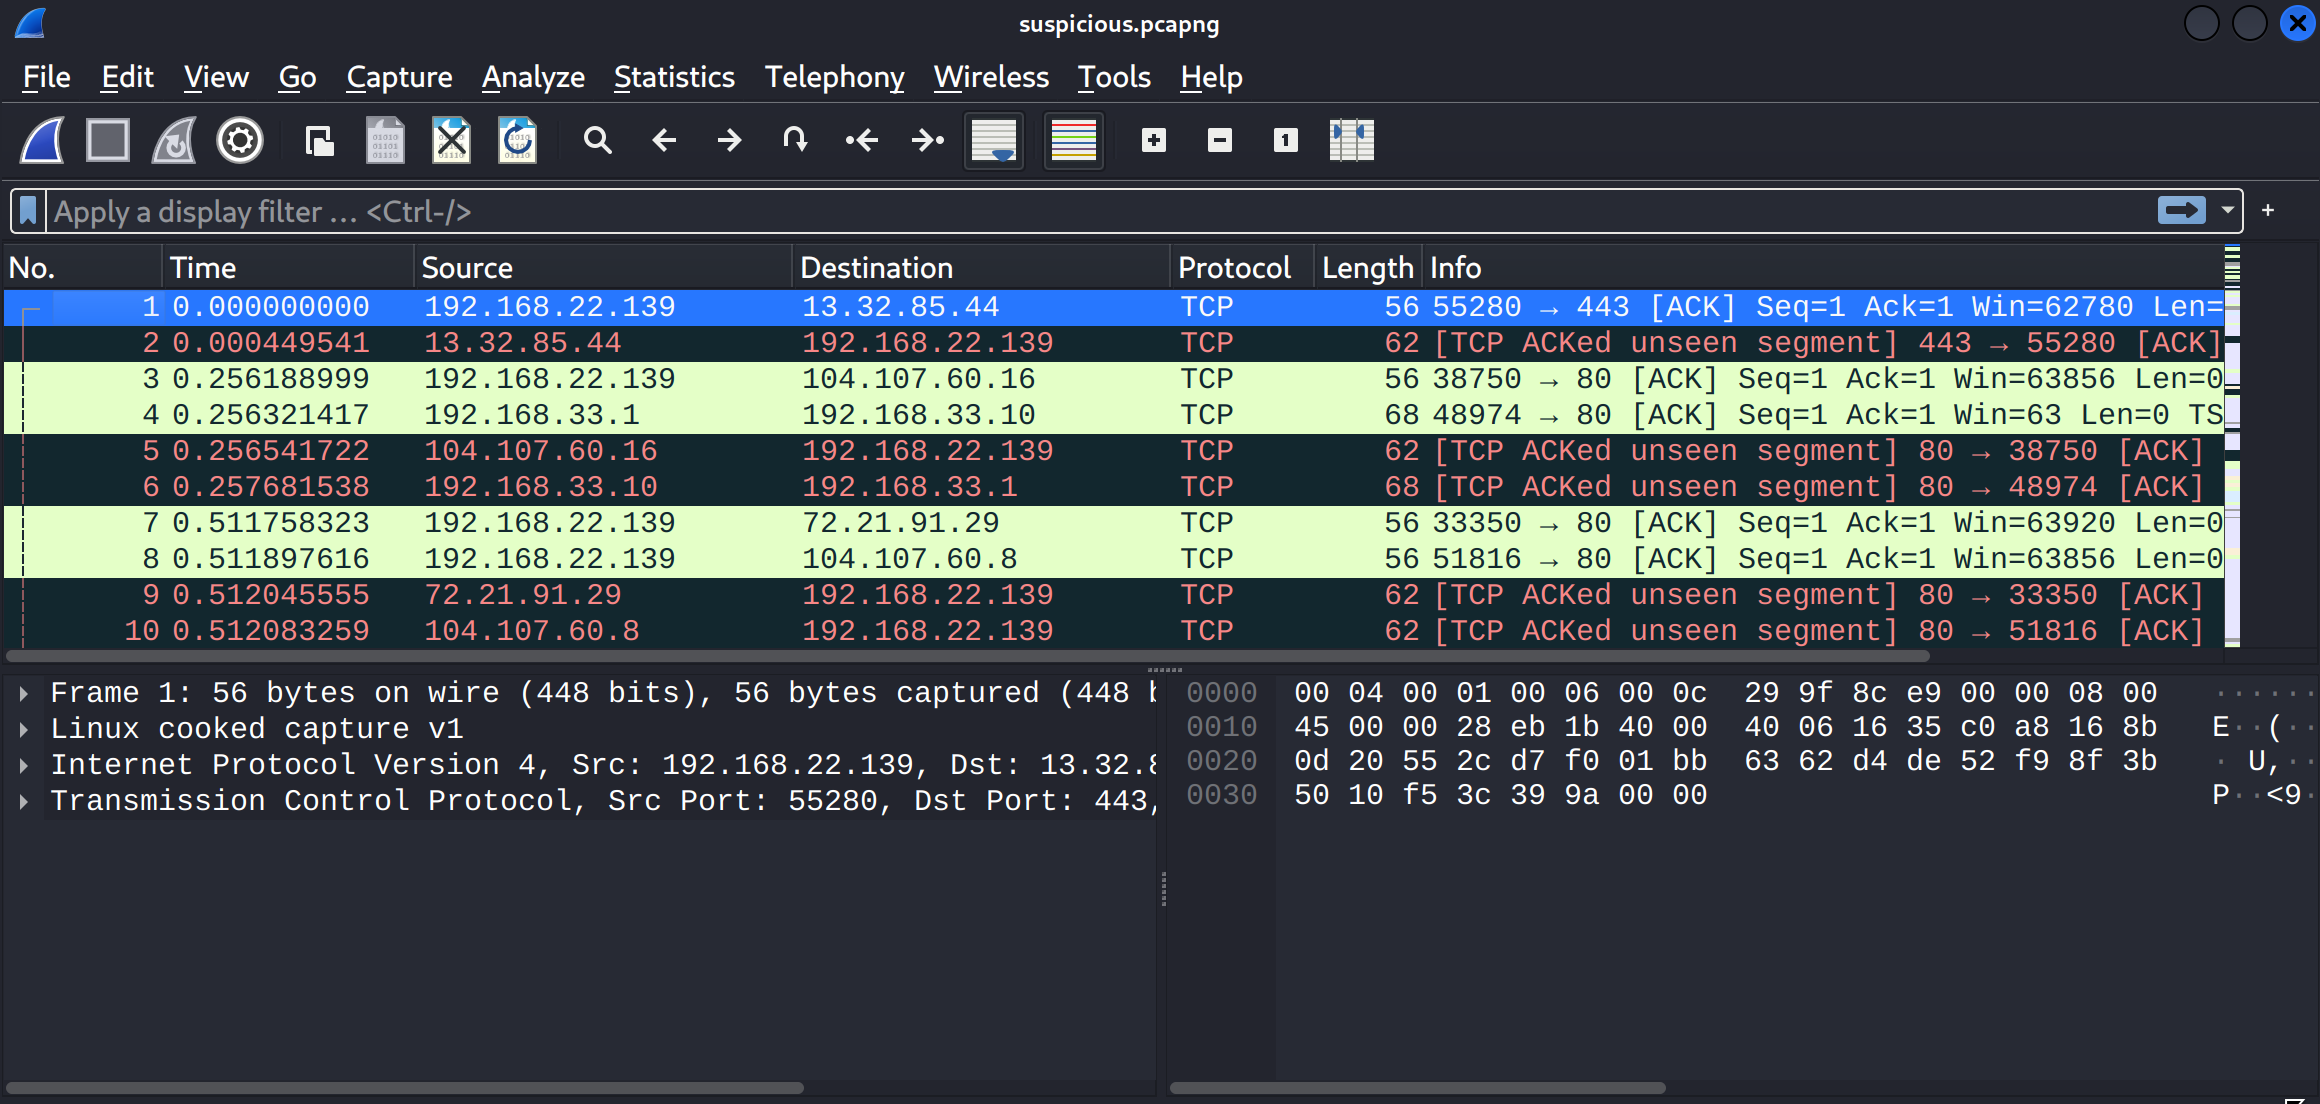 suspicious.pcapng
File Edit View Go Capture Analyze Statistics Telephony Wireless Tools Help
Apply a display filter … <Ctrl-/>
No. Time Source Destination Protocol Length Info
1 0.000000000 192.168.22.139 13.32.85.44 TCP 56 55280 → 443 [ACK] Seq=1 Ack=1 Win=62780 Len=
2 0.000449541 13.32.85.44 192.168.22.139 TCP 62 [TCP ACKed unseen segment] 443 → 55280 [ACK]
3 0.256188999 192.168.22.139 104.107.60.16 TCP 56 38750 → 80 [ACK] Seq=1 Ack=1 Win=63856 Len=0
4 0.256321417 192.168.33.1 192.168.33.10 TCP 68 48974 → 80 [ACK] Seq=1 Ack=1 Win=63 Len=0 TS
5 0.256541722 104.107.60.16 192.168.22.139 TCP 62 [TCP ACKed unseen segment] 80 → 38750 [ACK]
6 0.257681538 192.168.33.10 192.168.33.1 TCP 68 [TCP ACKed unseen segment] 80 → 48974 [ACK]
7 0.511758323 192.168.22.139 72.21.91.29 TCP 56 33350 → 80 [ACK] Seq=1 Ack=1 Win=63920 Len=0
8 0.511897616 192.168.22.139 104.107.60.8 TCP 56 51816 → 80 [ACK] Seq=1 Ack=1 Win=63856 Len=0
9 0.512045555 72.21.91.29 192.168.22.139 TCP 62 [TCP ACKed unseen segment] 80 → 33350 [ACK]
10 0.512083259 104.107.60.8 192.168.22.139 TCP 62 [TCP ACKed unseen segment] 80 → 51816 [ACK]
Frame 1: 56 bytes on wire (448 bits), 56 bytes captured (448 b
Linux cooked capture v1
Internet Protocol Version 4, Src: 192.168.22.139, Dst: 13.32.8
Transmission Control Protocol, Src Port: 55280, Dst Port: 443,
0000 00 04 00 01 00 06 00 0c 29 9f 8c e9 00 00 08 00 ······
0010 45 00 00 28 eb 1b 40 00 40 06 16 35 c0 a8 16 8b E··(··
0020 0d 20 55 2c d7 f0 01 bb 63 62 d4 de 52 f9 8f 3b · U,··
0030 50 10 f5 3c 39 9a 00 00 P··<9·